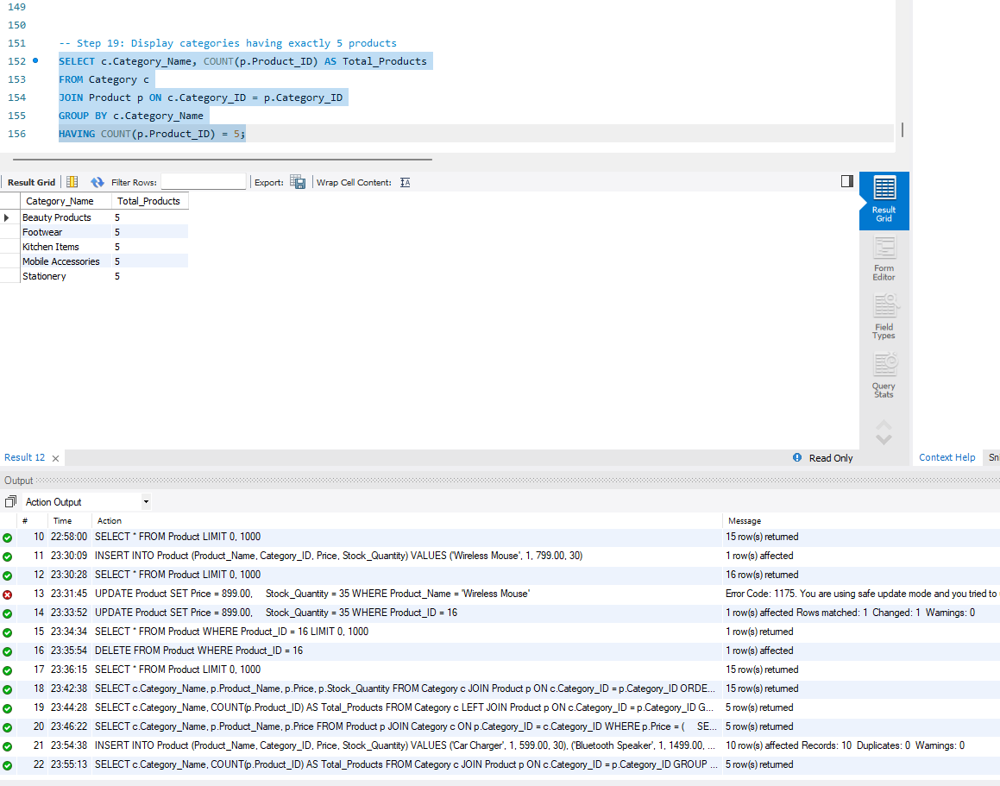 149
150
151 -- Step 19: Display categories having exactly 5 products
152 SELECT c.Category_Name, COUNT(p.Product_ID) AS Total_Products
153 FROM Category c
154 JOIN Product p ON c.Category_ID = p.Category_ID
155 GROUP BY c.Category_Name
156 HAVING COUNT(p.Product_ID) = 5;
Result Grid Filter Rows: Export: Wrap Cell Content:
Category_Name Total_Products
Beauty Products 5
Footwear 5
Kitchen Items 5
Mobile Accessories 5
Stationery 5
Result
Grid
Form
Editor
Field
Types
Query
Stats
Result 12 Read Only Context Help Sn
Output
Action Output
# Time Action Message
10 22:58:00 SELECT * FROM Product LIMIT 0, 1000 15 row(s) returned
11 23:30:09 INSERT INTO Product (Product_Name, Category_ID, Price, Stock_Quantity) VALUES ('Wireless Mouse', 1, 799.00, 30) 1 row(s) affected
12 23:30:28 SELECT * FROM Product LIMIT 0, 1000 16 row(s) returned
13 23:31:45 UPDATE Product SET Price = 899.00, Stock_Quantity = 35 WHERE Product_Name = 'Wireless Mouse' Error Code: 1175. You are using safe update mode and you tried to
14 23:33:52 UPDATE Product SET Price = 899.00, Stock_Quantity = 35 WHERE Product_ID = 16 1 row(s) affected Rows matched: 1 Changed: 1 Warnings: 0
15 23:34:34 SELECT * FROM Product WHERE Product_ID = 16 LIMIT 0, 1000 1 row(s) returned
16 23:35:54 DELETE FROM Product WHERE Product_ID = 16 1 row(s) affected
17 23:36:15 SELECT * FROM Product LIMIT 0, 1000 15 row(s) returned
18 23:42:38 SELECT c.Category_Name, p.Product_Name, p.Price, p.Stock_Quantity FROM Category c JOIN Product p ON c.Category_ID = p.Category_ID ORDE... 15 row(s) returned
19 23:44:28 SELECT c.Category_Name, COUNT(p.Product_ID) AS Total_Products FROM Category c LEFT JOIN Product p ON c.Category_ID = p.Category_ID G... 5 row(s) returned
20 23:46:22 SELECT c.Category_Name, p.Product_Name, p.Price FROM Product p JOIN Category c ON p.Category_ID = c.Category_ID WHERE p.Price = ( SE... 5 row(s) returned
21 23:54:38 INSERT INTO Product (Product_Name, Category_ID, Price, Stock_Quantity) VALUES ('Car Charger', 1, 599.00, 30), ('Bluetooth Speaker', 1, 1499.00, ... 10 row(s) affected Records: 10 Duplicates: 0 Warnings: 0
22 23:55:13 SELECT c.Category_Name, COUNT(p.Product_ID) AS Total_Products FROM Category c JOIN Product p ON c.Category_ID = p.Category_ID GROUP ... 5 row(s) returned